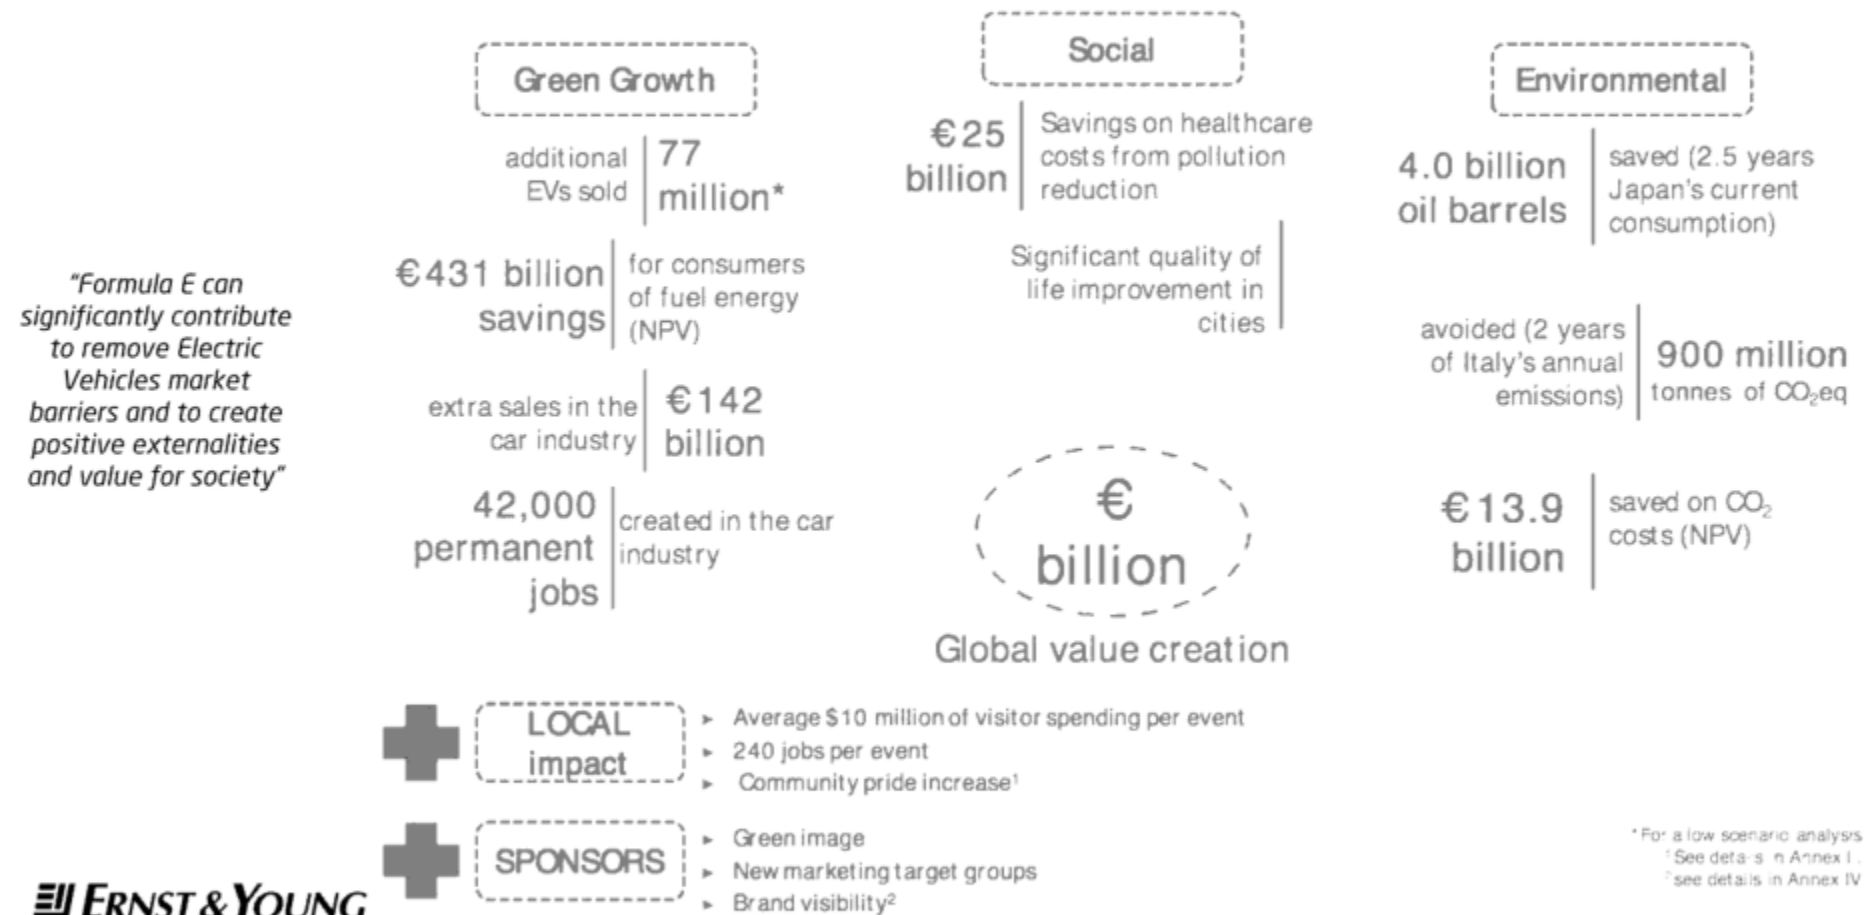 "Formula E can
significantly contribute
to remove Electric
Vehicles market
barriers and to create
positive externalities
and value for society"
Green Growth
additional
EVs sold
77
million*
€431 billion
savings
for consumers
of fuel energy
(NPV)
extra sales in the
car industry
€142
billion
42,000
permanent
jobs
created in the car
industry
Social
€25
billion
Savings on healthcare
costs from pollution
reduction
Significant quality of
life improvement in
cities
€
billion
Global value creation
Environmental
4.0 billion
oil barrels
saved (2.5 years
Japan's current
consumption)
avoided (2 years
of Italy's annual
emissions)
900 million
tonnes of CO₂eq
€13.9
billion
saved on CO₂
costs (NPV)
LOCAL
impact
► Average $10 million of visitor spending per event
► 240 jobs per event
► Community pride increase¹
SPONSORS
► Green image
► New marketing target groups
► Brand visibility²
* For a low scenario analysis
See details in Annex I
² see details in Annex IV
ERNST & YOUNG